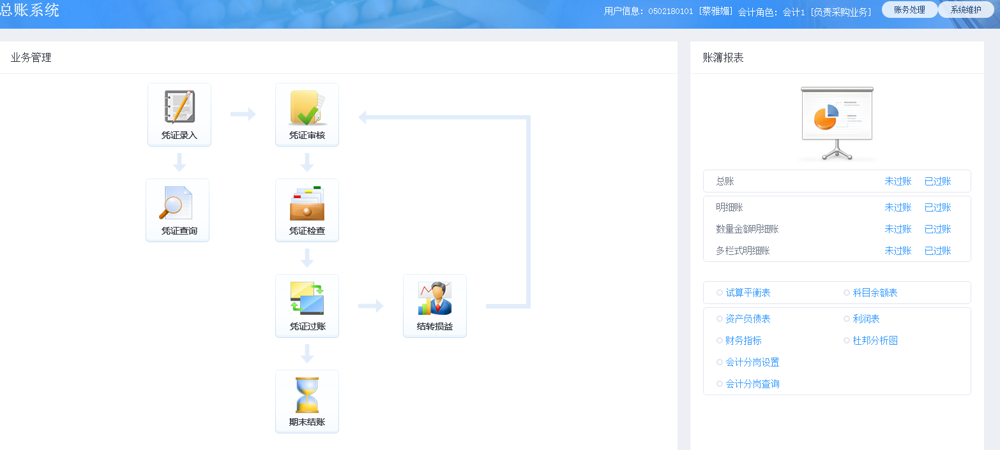 总账系统
用户信息: 0502180101 [蔡雅娴] 会计角色: 会计1 [负责采购业务]
账务处理 系统维护
业务管理
凭证录入
凭证审核
凭证查询
凭证检查
凭证过账
结转损益
期末结账
账簿报表
总账 未过账 已过账
明细账 未过账 已过账
数量金额明细账 未过账 已过账
多栏式明细账 未过账 已过账
试算平衡表 科目余额表
资产负债表 利润表
财务指标 杜邦分析图
会计分岗设置
会计分岗查询